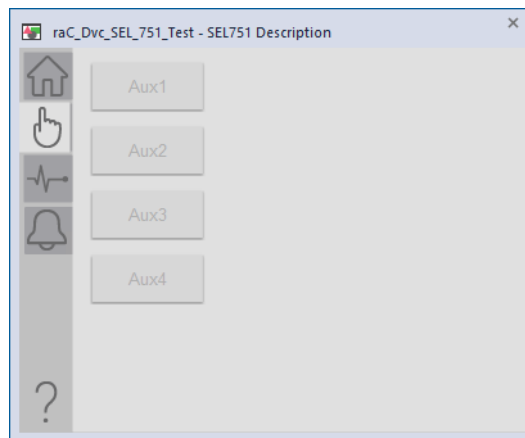 raC_Dvc_SEL_751_Test - SEL751 Description
Aux1
Aux2
Aux3
Aux4
?